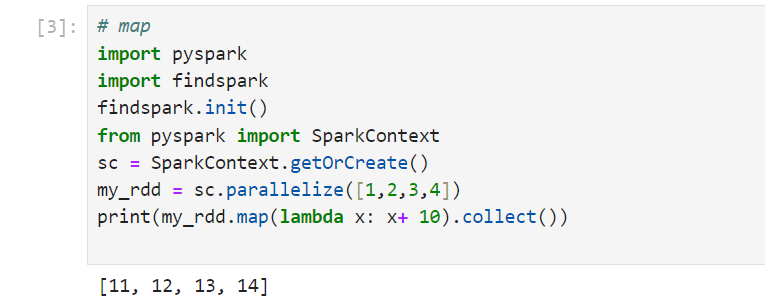 [3]: # map
import pyspark
import findspark
findspark.init()
from pyspark import SparkContext
sc = SparkContext.getOrCreate()
my_rdd = sc.parallelize([1,2,3,4])
print(my_rdd.map(lambda x: x+ 10).collect())
[11, 12, 13, 14]